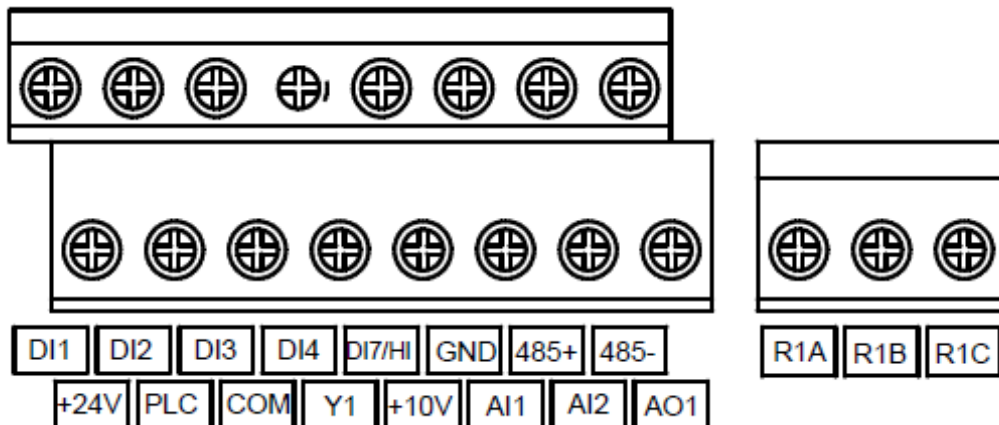 DI1 DI2 DI3 DI4 DI7/HI GND 485+ 485- R1A R1B R1C
+24V PLC COM Y1 +10V AI1 AI2 AO1